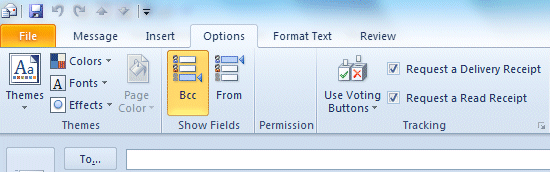 File Message Insert Options Format Text Review
Aa
Themes
Colors
Fonts
Effects
Page
Color
Themes
Bcc
From
Show Fields
Permission
Use Voting
Buttons
Request a Delivery Receipt
Request a Read Receipt
Tracking
To...